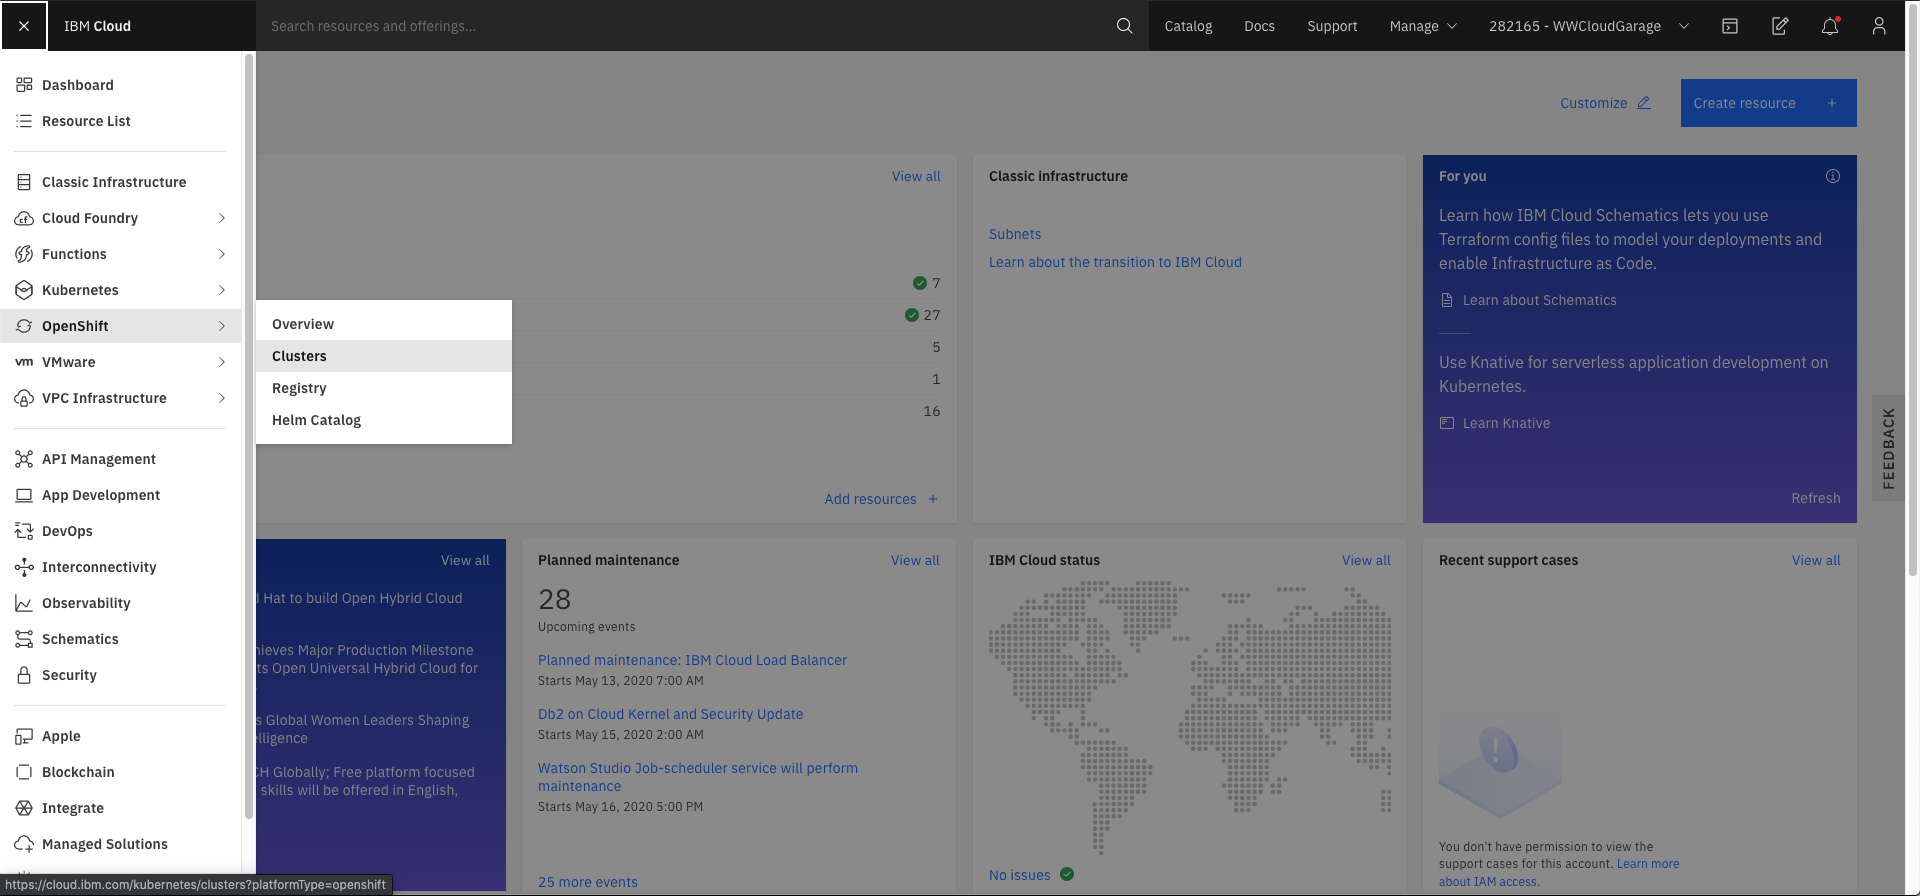 IBM Cloud
Search resources and offerings...
Catalog
Docs
Support
Manage
282165 - WWCloudGarage
Dashboard
Resource List
Classic Infrastructure
Cloud Foundry
Functions
Kubernetes
OpenShift
VMware
VPC Infrastructure
API Management
App Development
DevOps
Interconnectivity
Observability
Schematics
Security
Apple
Blockchain
Integrate
Managed Solutions
https://cloud.ibm.com/kubernetes/clusters?platformType=openshift
Overview
Clusters
Registry
Helm Catalog
Customize
Create resource +
View all
7
27
5
1
16
Add resources +
Classic infrastructure
Subnets
Learn about the transition to IBM Cloud
For you
Learn how IBM Cloud Schematics lets you use
Terraform config files to model your deployments and
enable Infrastructure as Code.
Learn about Schematics
Use Knative for serverless application development on
Kubernetes.
Learn Knative
Refresh
FEEDBACK
View all
Hat to build Open Hybrid Cloud
hieves Major Production Milestone
ts Open Universal Hybrid Cloud for
s Global Women Leaders Shaping
elligence
CH Globally; Free platform focused
skills will be offered in English,
Planned maintenance
View all
28
Upcoming events
Planned maintenance: IBM Cloud Load Balancer
Starts May 13, 2020 7:00 AM
Db2 on Cloud Kernel and Security Update
Starts May 15, 2020 2:00 AM
Watson Studio Job-scheduler service will perform
maintenance
Starts May 16, 2020 5:00 PM
25 more events
IBM Cloud status
View all
No issues
Recent support cases
View all
You don't have permission to view the
support cases for this account. Learn more
about IAM access.